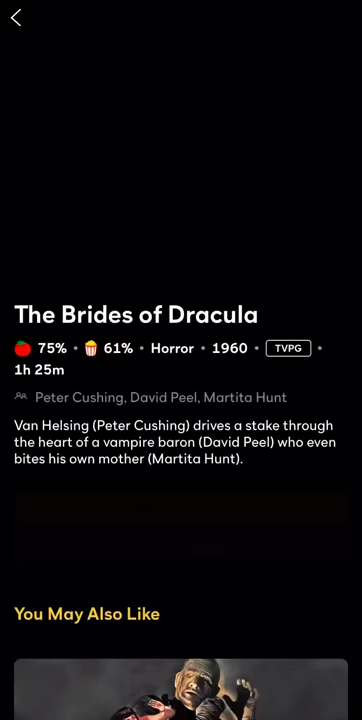 The Brides of Dracula
75% • 61% • Horror • 1960 • TVPG •
1h 25m
Peter Cushing, David Peel, Martita Hunt
Van Helsing (Peter Cushing) drives a stake through
the heart of a vampire baron (David Peel) who even
bites his own mother (Martita Hunt).
You May Also Like